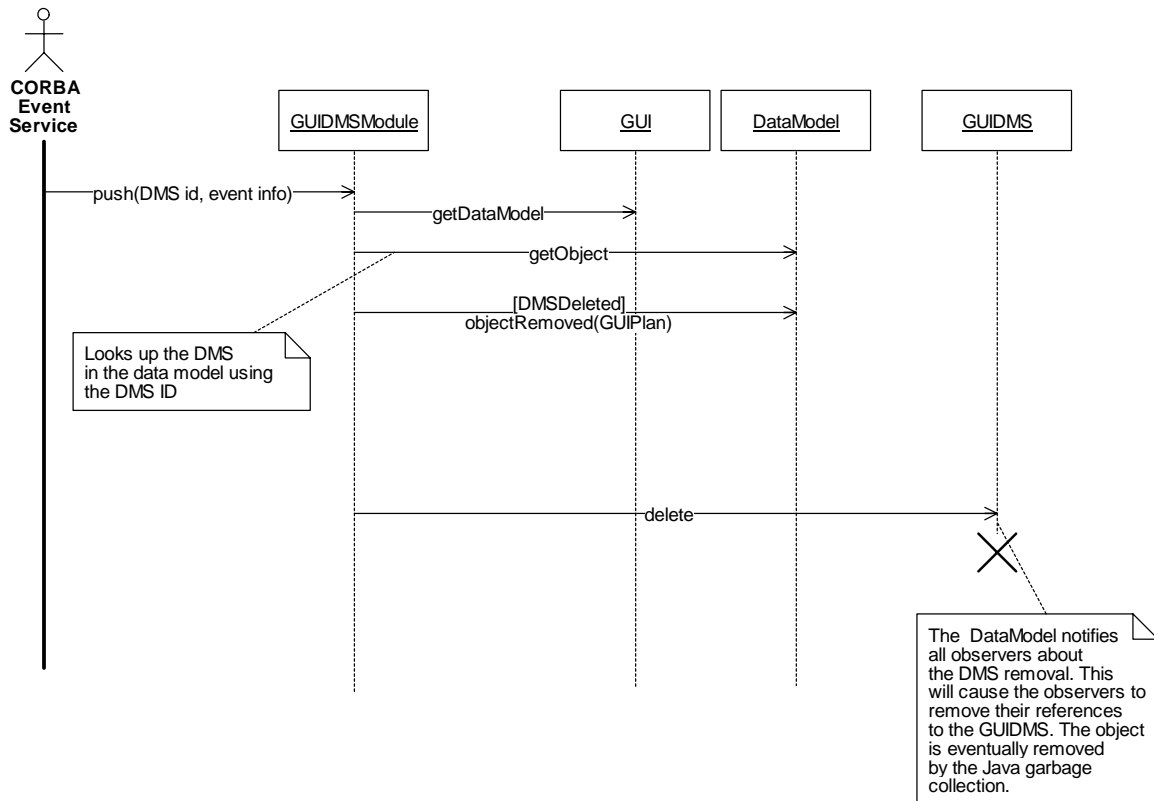 CORBA
Event
Service
GUIDMSModule
GUI
DataModel
GUIDMS
push(DMS id, event info)
getDataModel
getObject
[DMSDeleted]
objectRemoved(GUIPlan)
Looks up the DMS
in the data model using
the DMS ID
delete
The DataModel notifies
all observers about
the DMS removal. This
will cause the observers to
remove their references
to the GUIDMS. The object
is eventually removed
by the Java garbage
collection.